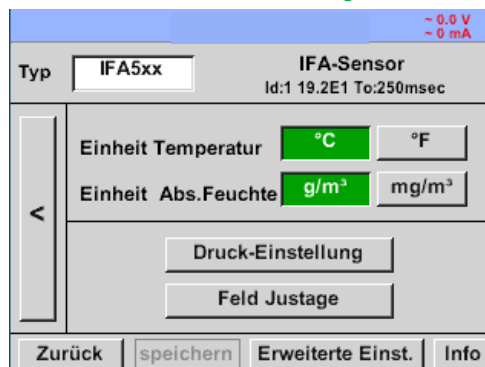 ~ 0.0 V
~ 0 mA
Typ IFA5xx IFA-Sensor
Id:1 19.2E1 To:250msec
Einheit Temperatur °C °F
Einheit Abs.Feuchte g/m³ mg/m³
<
Druck-Einstellung
Feld Justage
Zurück speichern Erweiterte Einst. Info